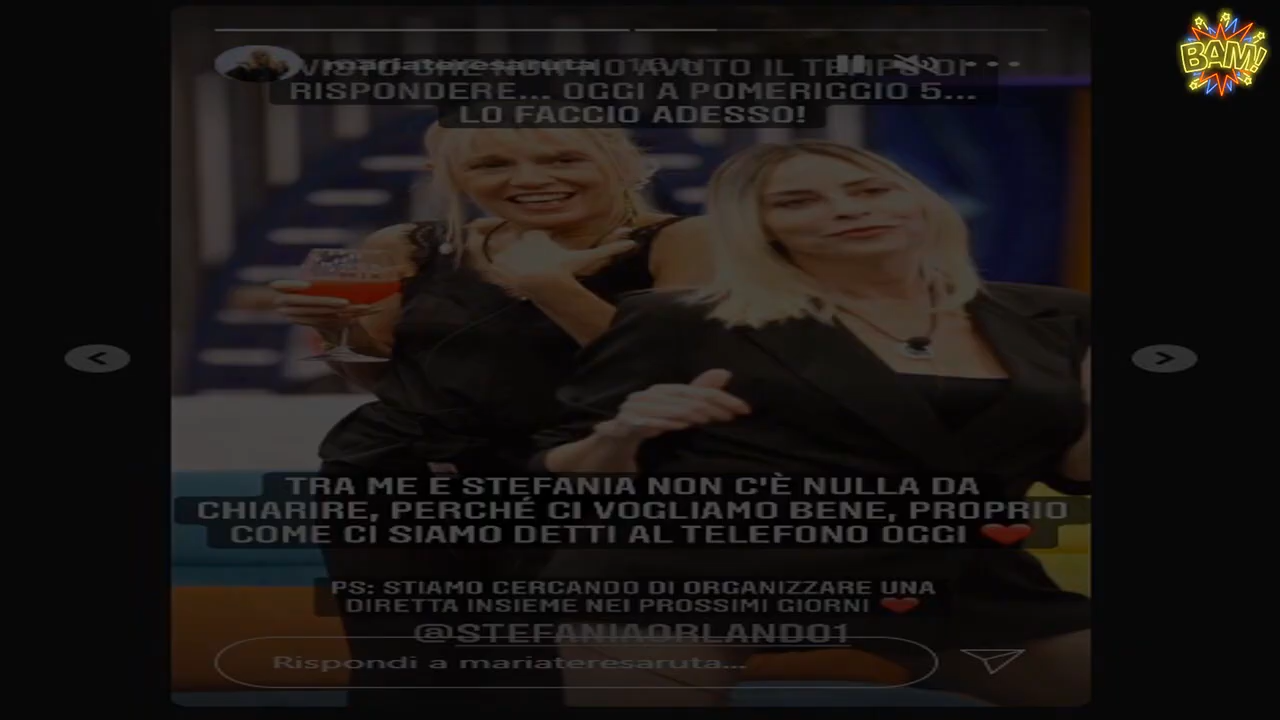 BAM!
mariateresaruta 16 h
VISTO CHE NON HO AVUTO IL TEMPO DI
RISPONDERE... OGGI A POMERIGGIO 5...
LO FACCIO ADESSO!
TRA ME E STEFANIA NON C'È NULLA DA
CHIARIRE, PERCHÉ CI VOGLIAMO BENE, PROPRIO
COME CI SIAMO DETTI AL TELEFONO OGGI ❤️
PS: STIAMO CERCANDO DI ORGANIZZARE UNA
DIRETTA INSIEME NEI PROSSIMI GIORNI ❤️
@STEFANIAORLANDO1
Rispondi a mariateresaruta...